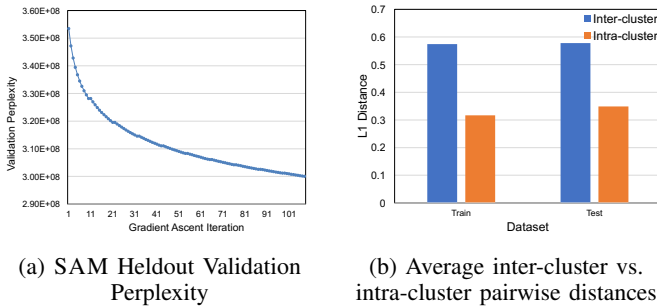 3.60E+08
3.50E+08
3.40E+08
3.30E+08
3.20E+08
3.10E+08
3.00E+08
2.90E+08
Validation Perplexity
1 11 21 31 41 51 61 71 81 91 101
Gradient Ascent Iteration
(a) SAM Heldout Validation
Perplexity
0.7
0.6
0.5
0.4
0.3
0.2
0.1
0
L1 Distance
Inter-cluster
Intra-cluster
Train Test
Dataset
(b) Average inter-cluster vs.
intra-cluster pairwise distances